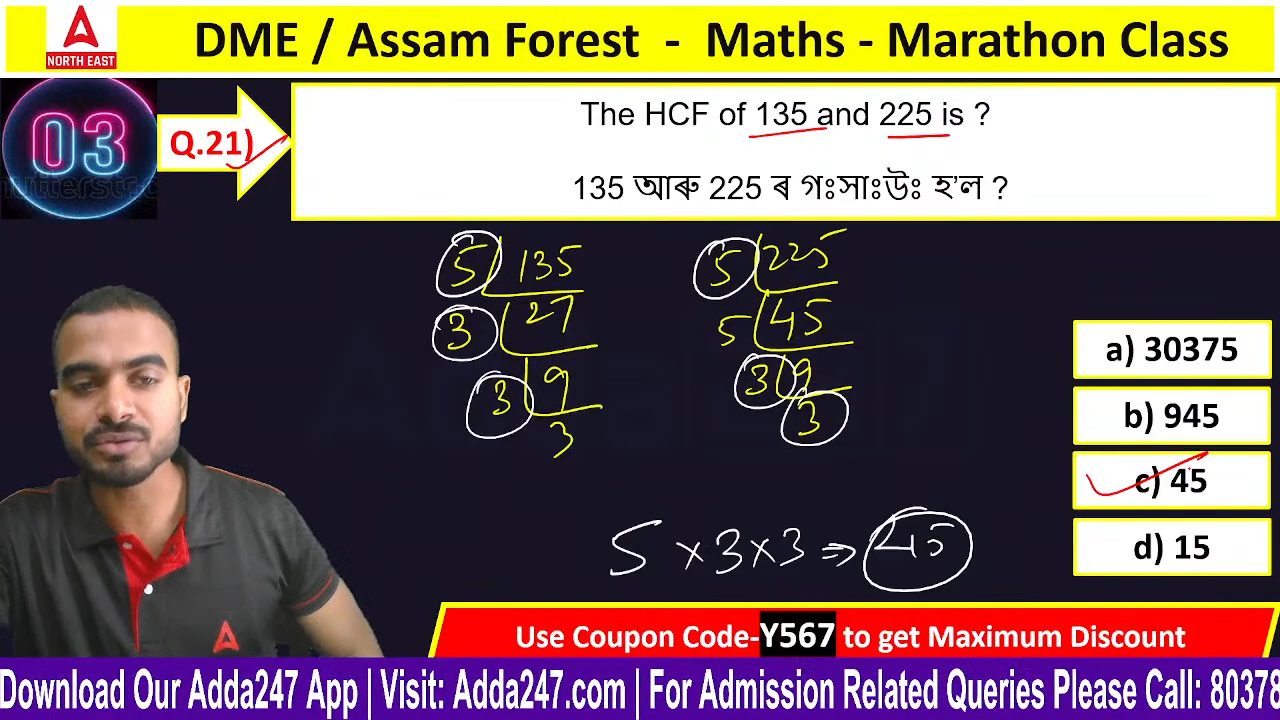 DME / Assam Forest - Maths - Marathon Class
NORTH EAST
03
Q.21)
The HCF of 135 and 225 is ?
135 আৰু 225 ৰ গঃসাঃউঃ হ'ল ?
5 135
3 27
3 9
3
5 225
5 45
3 9
3
5 × 3 × 3 ⇒ 45
a) 30375
b) 945
c) 45
d) 15
Use Coupon Code-Y567 to get Maximum Discount
Download Our Adda247 App | Visit: Adda247.com | For Admission Related Queries Please Call: 80378